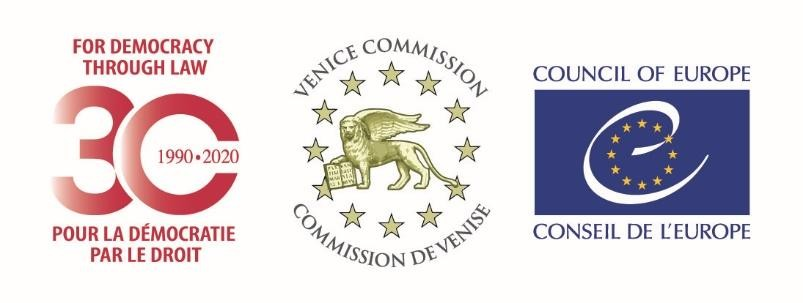 FOR DEMOCRACY
THROUGH LAW
30
1990•2020
POUR LA DÉMOCRATIE
PAR LE DROIT
VENICE COMMISSION
COMMISSION DE VENISE
COUNCIL OF EUROPE
CONSEIL DE L'EUROPE